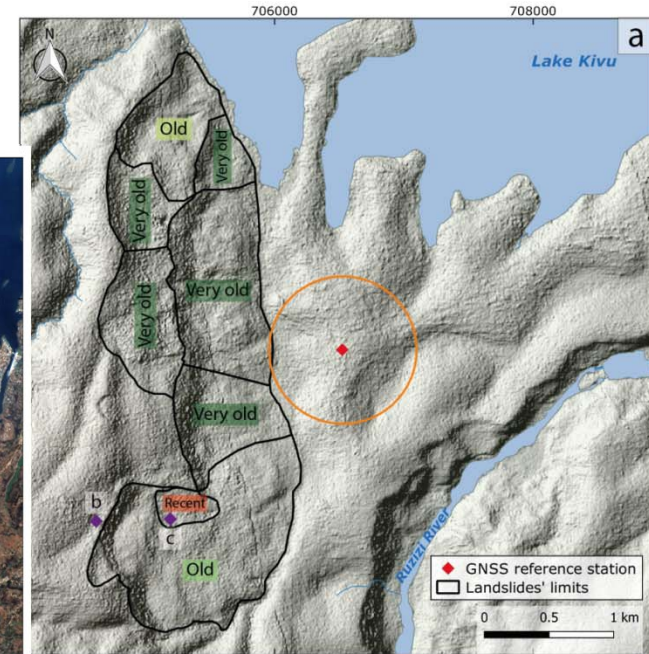 706000
708000
a
N
Lake Kivu
Old
Very old
Very old
Very old
Very old
Very old
b
Recent
c
Old
Ruzizi River
GNSS reference station
Landslides' limits
0 0.5 1 km